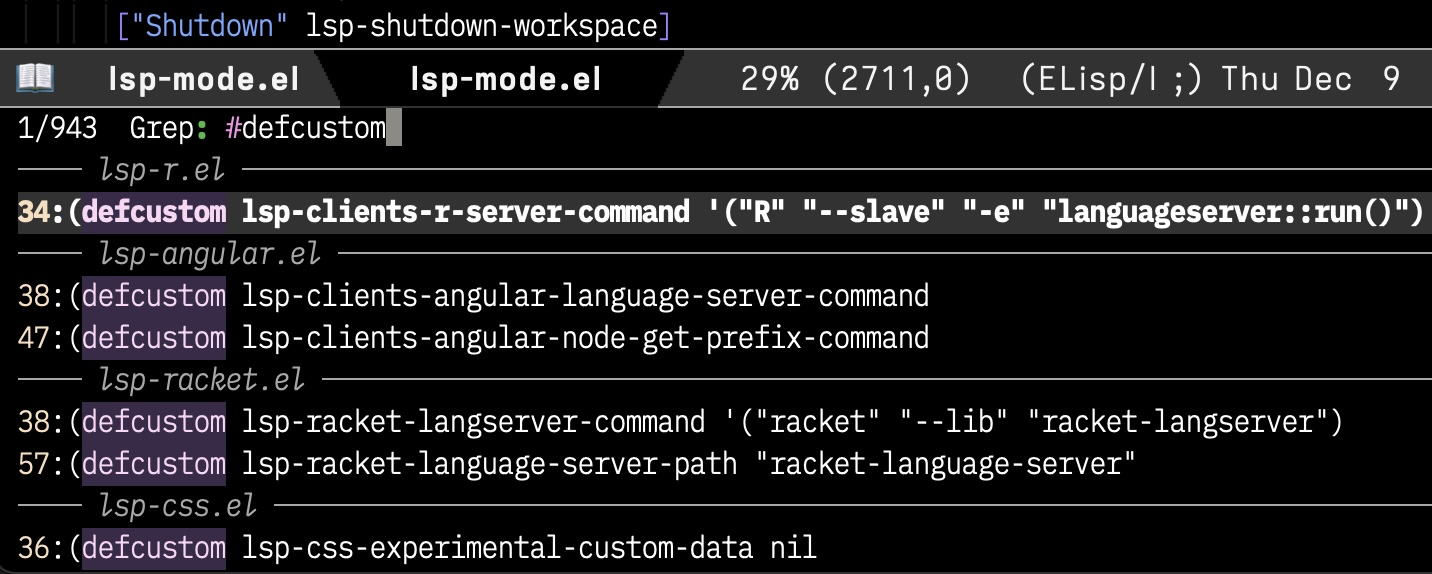 ["Shutdown" lsp-shutdown-workspace]
lsp-mode.el lsp-mode.el 29% (2711,0) (ELisp/l ;) Thu Dec 9
1/943 Grep: #defcustom
lsp-r.el
34:(defcustom lsp-clients-r-server-command '("R" "--slave" "-e" "languageserver::run()")
lsp-angular.el
38:(defcustom lsp-clients-angular-language-server-command
47:(defcustom lsp-clients-angular-node-get-prefix-command
lsp-racket.el
38:(defcustom lsp-racket-langserver-command '("racket" "--lib" "racket-langserver")
57:(defcustom lsp-racket-language-server-path "racket-language-server"
lsp-css.el
36:(defcustom lsp-css-experimental-custom-data nil